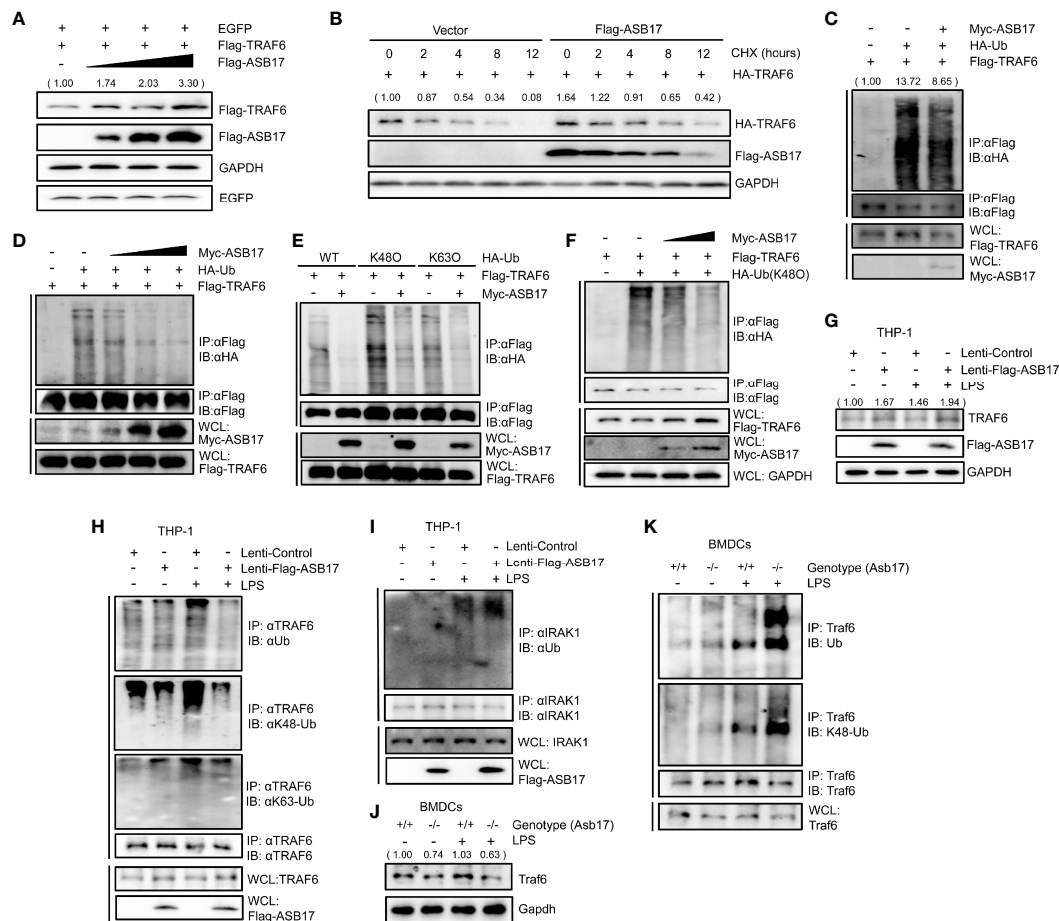 A
+ + + + EGFP
+ + + + Flag-TRAF6
- Flag-ASB17
( 1.00 1.74 2.03 3.30 )
Flag-TRAF6
Flag-ASB17
GAPDH
EGFP
B
Vector Flag-ASB17
0 2 4 8 12 0 2 4 8 12 CHX (hours)
+ + + + + + + + + + HA-TRAF6
( 1.00 0.87 0.54 0.34 0.08 1.64 1.22 0.91 0.65 0.42 )
HA-TRAF6
Flag-ASB17
GAPDH
C
- - + Myc-ASB17
- + + HA-Ub
+ + + Flag-TRAF6
( 1.00 13.72 8.65 )
IP:αFlag
IB:αHA
IP:αFlag
IB:αFlag
WCL:
Flag-TRAF6
WCL:
Myc-ASB17
D
- - Myc-ASB17
- + + + + HA-Ub
+ + + + + Flag-TRAF6
IP:αFlag
IB:αHA
IP:αFlag
IB:αFlag
WCL:
Myc-ASB17
WCL:
Flag-TRAF6
E
WT K48O K63O HA-Ub
+ + + + + + Flag-TRAF6
- + - + - + Myc-ASB17
IP:αFlag
IB:αHA
IP:αFlag
IB:αFlag
WCL:
Myc-ASB17
WCL:
Flag-TRAF6
F
- - Myc-ASB17
+ + + + Flag-TRAF6
- + + + HA-Ub(K48O)
IP:αFlag
IB:αHA
IP:αFlag
IB:αFlag
WCL:
Flag-TRAF6
WCL:
Myc-ASB17
WCL: GAPDH
G
THP-1
+ - + - Lenti-Control
- + - + Lenti-Flag-ASB17
- - + + LPS
( 1.00 1.67 1.46 1.94 )
TRAF6
Flag-ASB17
GAPDH
H
THP-1
+ - + - Lenti-Control
- + - + Lenti-Flag-ASB17
- - + + LPS
IP: αTRAF6
IB: αUb
IP: αTRAF6
IB: αK48-Ub
IP: αTRAF6
IB: αK63-Ub
IP: αTRAF6
IB: αTRAF6
WCL:TRAF6
WCL:
Flag-ASB17
I
THP-1
+ - + - Lenti-Control
- + - + Lenti-Flag-ASB17
- - + + LPS
IP: αIRAK1
IB: αUb
IP: αIRAK1
IB: αIRAK1
WCL: IRAK1
WCL:
Flag-ASB17
J
BMDCs
+/+ -/- +/+ -/- Genotype (Asb17)
- - + + LPS
( 1.00 0.74 1.03 0.63 )
Traf6
Gapdh
K
BMDCs
+/+ -/- +/+ -/- Genotype (Asb17)
- - + + LPS
IP: Traf6
IB: Ub
IP: Traf6
IB: K48-Ub
IP: Traf6
IB: Traf6
WCL:
Traf6